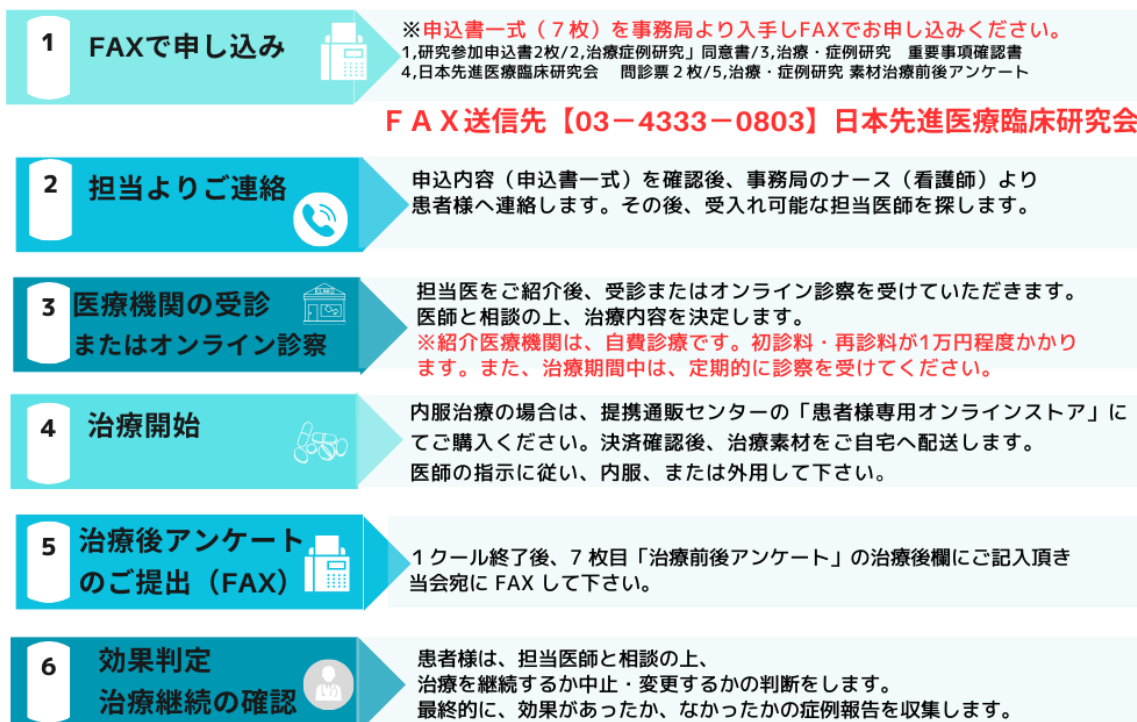 1
FAXで申し込み
※申込書一式（７枚）を事務局より入手しFAXでお申し込みください。
1,研究参加申込書2枚/2,治療症例研究」同意書/3,治療・症例研究　重要事項確認書
4,日本先進医療臨床研究会　問診票２枚/5,治療・症例研究 素材治療前後アンケート
ＦＡＸ送信先【03－4333－0803】日本先進医療臨床研究会
2
担当よりご連絡
申込内容（申込書一式）を確認後、事務局のナース（看護師）より
患者様へ連絡します。その後、受入れ可能な担当医師を探します。
3
医療機関の受診
またはオンライン診察
担当医をご紹介後、受診またはオンライン診察を受けていただきます。
医師と相談の上、治療内容を決定します。
※紹介医療機関は、自費診療です。初診料・再診料が1万円程度かかり
ます。また、治療期間中は、定期的に診察を受けてください。
4
治療開始
内服治療の場合は、提携通販センターの「患者様専用オンラインストア」に
てご購入ください。決済確認後、治療素材をご自宅へ配送します。
医師の指示に従い、内服、または外用して下さい。
5
治療後アンケート
のご提出（FAX）
１クール終了後、７枚目「治療前後アンケート」の治療後欄にご記入頂き
当会宛に FAX して下さい。
6
効果判定
治療継続の確認
患者様は、担当医師と相談の上、
治療を継続するか中止・変更するかの判断をします。
最終的に、効果があったか、なかったかの症例報告を収集します。